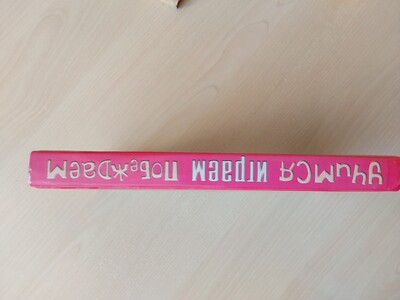 учимся играем побеждаем